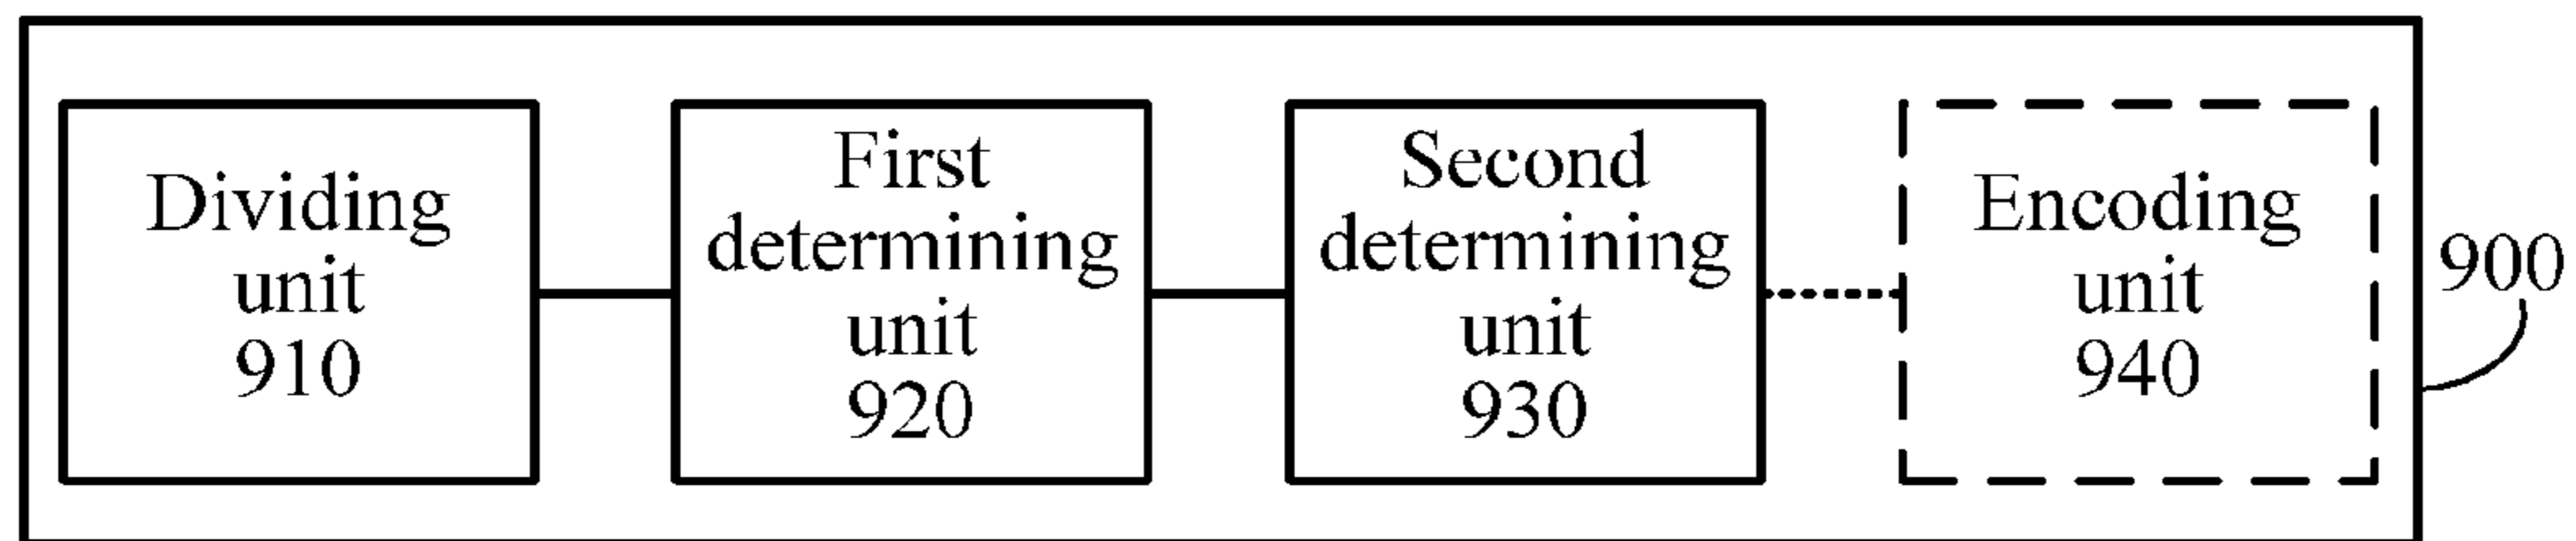 Dividing
unit
910
First
determining
unit
920
Second
determining
unit
930
Encoding
unit
940
900